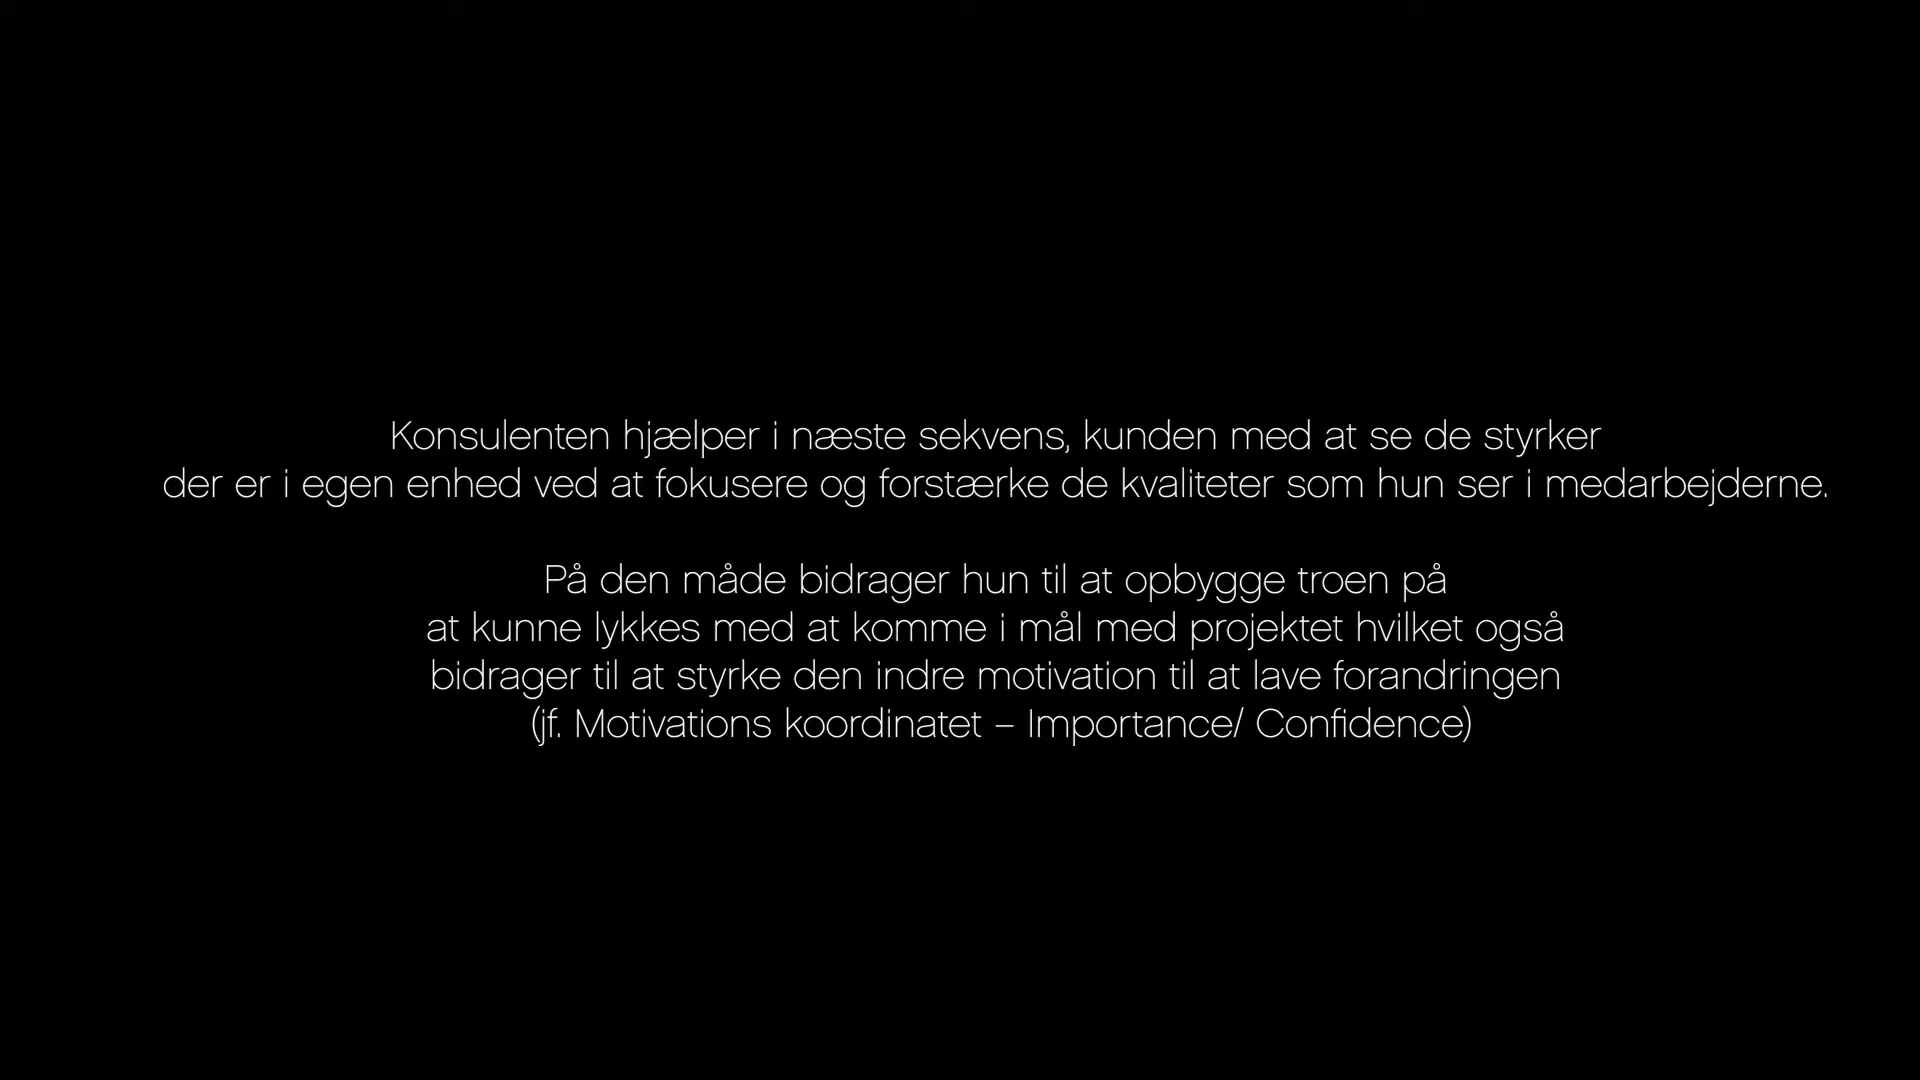 Konsulenten hjælper i næste sekvens, kunden med at se de styrker
der er i egen enhed ved at fokusere og forstærke de kvaliteter som hun ser i medarbejderne.
På den måde bidrager hun til at opbygge troen på
at kunne lykkes med at komme i mål med projektet hvilket også
bidrager til at styrke den indre motivation til at lave forandringen
(jf. Motivations koordinatet – Importance/ Confidence)